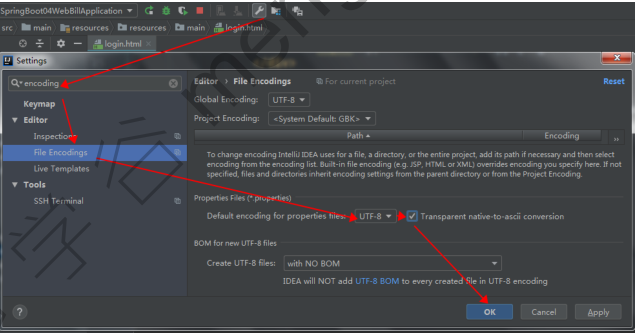 SpringBoot04WebBillApplication
src main resources resources main login.html
login.html
Settings
encoding
Editor › File Encodings For current project Reset
Keymap
Global Encoding: UTF-8
Editor
Project Encoding: <System Default: GBK>
Inspections
Path Encoding
File Encodings
Live Templates
To change encoding IntelliJ IDEA uses for a file, a directory, or the entire project, add its path if necessary and then select
encoding from the encoding list. Built-in file encoding (e.g. JSP, HTML or XML) overrides encoding you specify here. If not
specified, files and directories inherit encoding settings from the parent directory or from the Project Encoding.
Tools
SSH Terminal
Properties Files (*.properties)
Default encoding for properties files: UTF-8 Transparent native-to-ascii conversion
BOM for new UTF-8 files
Create UTF-8 files: with NO BOM
IDEA will NOT add UTF-8 BOM to every created file in UTF-8 encoding
? OK Cancel Apply